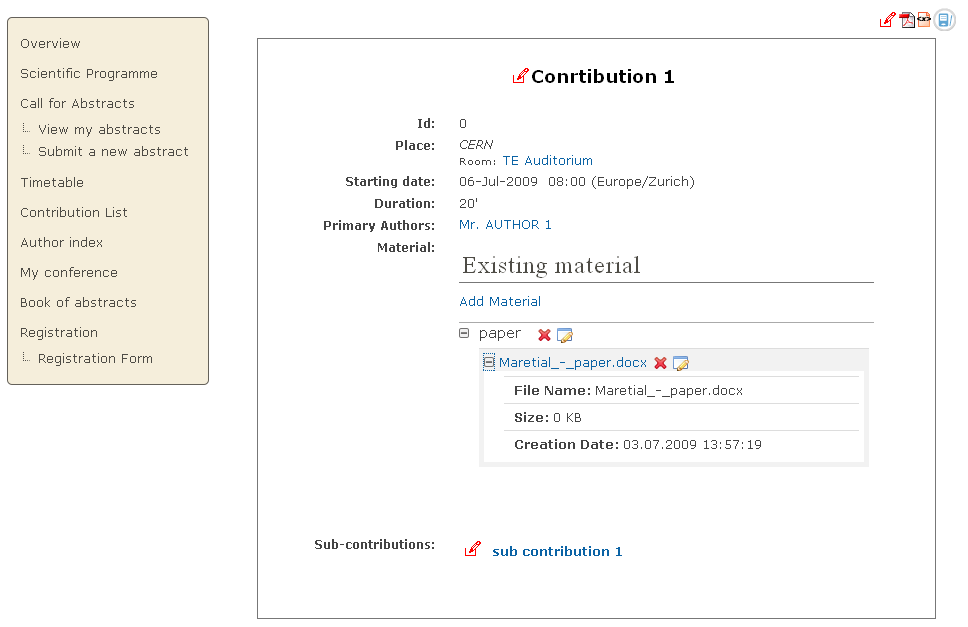 Overview
Scientific Programme
Call for Abstracts
View my abstracts
Submit a new abstract
Timetable
Contribution List
Author index
My conference
Book of abstracts
Registration
Registration Form
Conrtibution 1
Id: 0
Place: CERN
Room: TE Auditorium
Starting date: 06-Jul-2009 08:00 (Europe/Zurich)
Duration: 20'
Primary Authors: Mr. AUTHOR 1
Material:
Existing material
Add Material
paper
Maretial_-_paper.docx
File Name: Maretial_-_paper.docx
Size: 0 KB
Creation Date: 03.07.2009 13:57:19
Sub-contributions: sub contribution 1